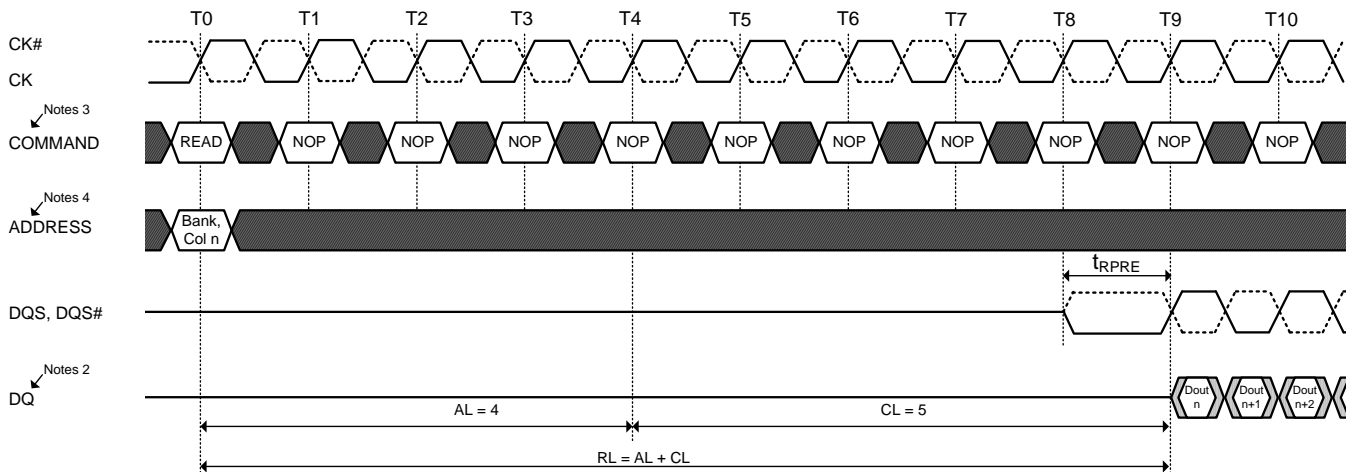 T0 T1 T2 T3 T4 T5 T6 T7 T8 T9 T10
CK#
CK
Notes 3
COMMAND
READ NOP NOP NOP NOP NOP NOP NOP NOP NOP NOP
Notes 4
ADDRESS
Bank,
Col n
tRPRE
DQS, DQS#
Notes 2
DQ
Dout
n
Dout
n+1
Dout
n+2
AL = 4
CL = 5
RL = AL + CL